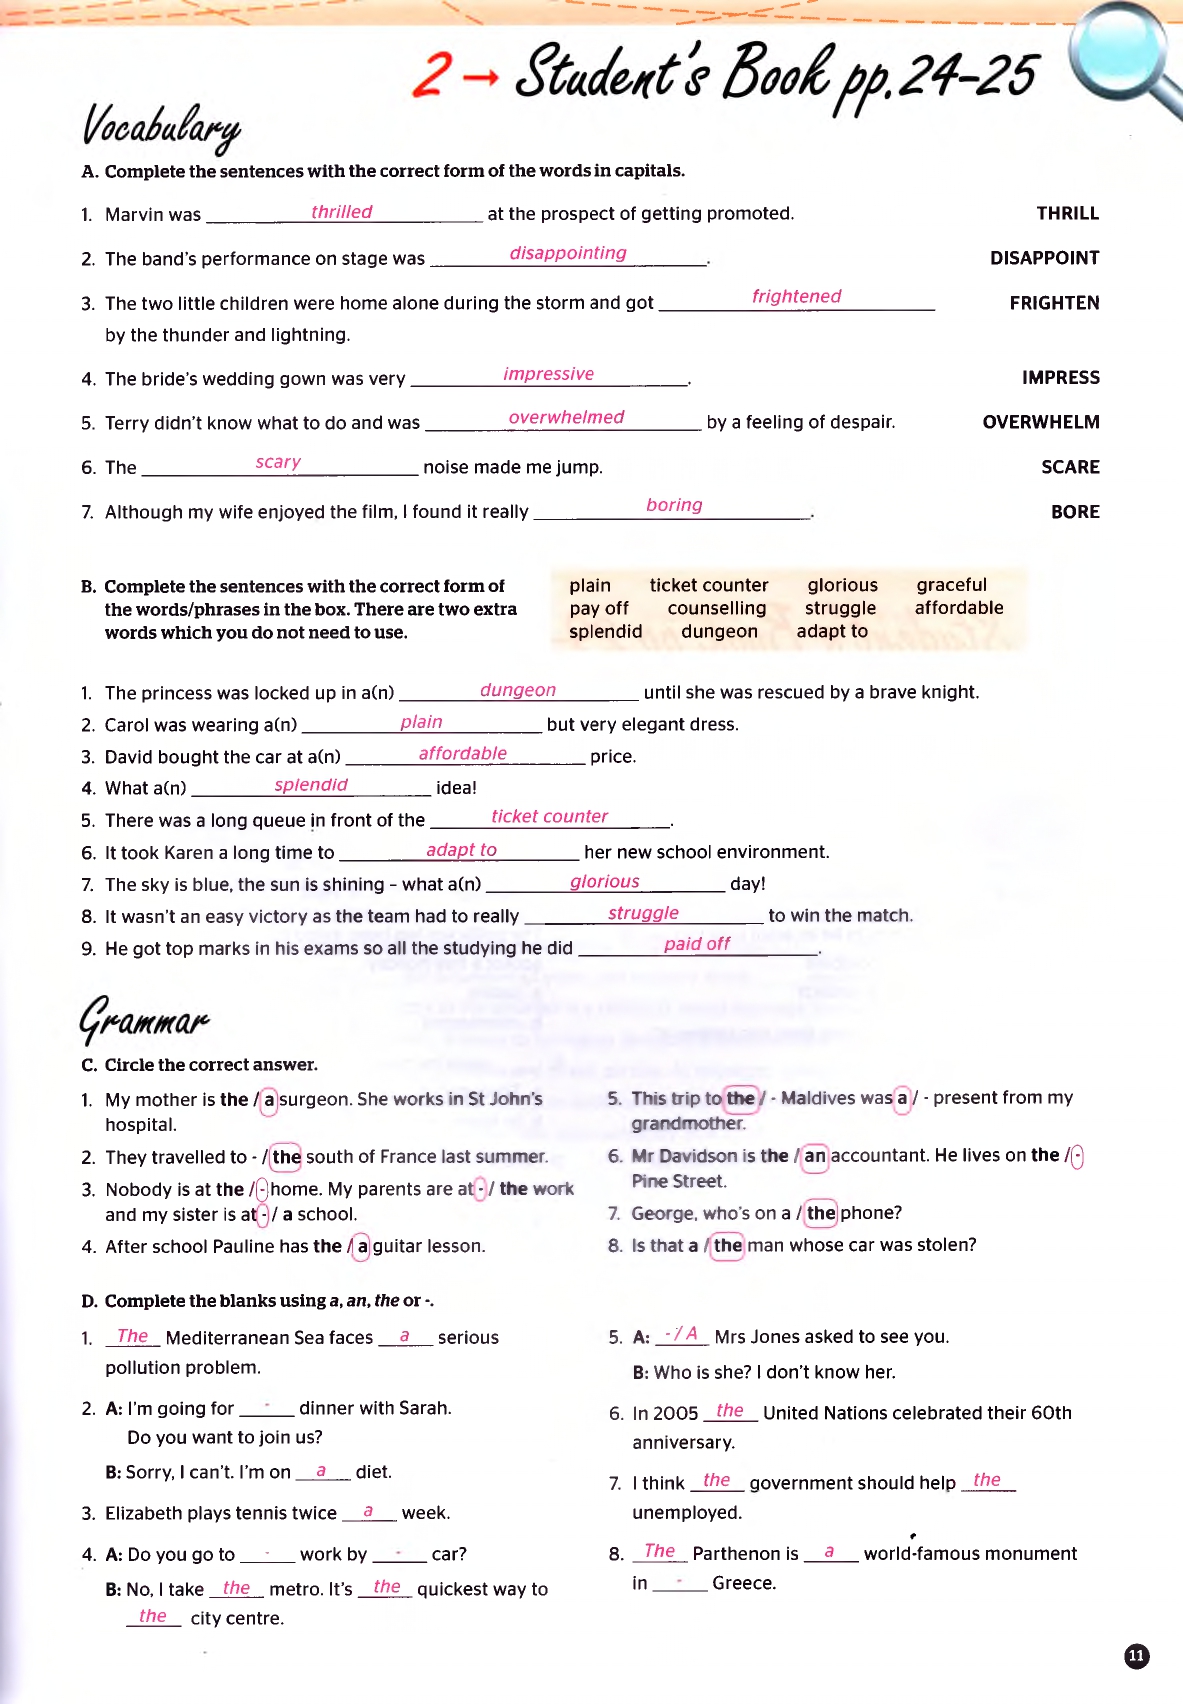 2 → Student's Book pp. 24-25
Vocabulary
A. Complete the sentences with the correct form of the words in capitals.
1. Marvin was thrilled at the prospect of getting promoted. THRILL
2. The band's performance on stage was disappointing. DISAPPOINT
3. The two little children were home alone during the storm and got frightened FRIGHTEN
by the thunder and lightning.
4. The bride's wedding gown was very impressive. IMPRESS
5. Terry didn't know what to do and was overwhelmed by a feeling of despair. OVERWHELM
6. The scary noise made me jump. SCARE
7. Although my wife enjoyed the film, I found it really boring. BORE
B. Complete the sentences with the correct form of
the words/phrases in the box. There are two extra
words which you do not need to use.
plain ticket counter glorious graceful
pay off counselling struggle affordable
splendid dungeon adapt to
1. The princess was locked up in a(n) dungeon until she was rescued by a brave knight.
2. Carol was wearing a(n) plain but very elegant dress.
3. David bought the car at a(n) affordable price.
4. What a(n) splendid idea!
5. There was a long queue in front of the ticket counter.
6. It took Karen a long time to adapt to her new school environment.
7. The sky is blue, the sun is shining - what a(n) glorious day!
8. It wasn't an easy victory as the team had to really struggle to win the match.
9. He got top marks in his exams so all the studying he did paid off.
Grammar
C. Circle the correct answer.
1. My mother is the / a surgeon. She works in St John's
hospital.
2. They travelled to - / the south of France last summer.
3. Nobody is at the / - home. My parents are at - / the work
and my sister is at - / a school.
4. After school Pauline has the / a guitar lesson.
5. This trip to the / - Maldives was a / - present from my
grandmother.
6. Mr Davidson is the / an accountant. He lives on the / -
Pine Street.
7. George, who's on a / the phone?
8. Is that a / the man whose car was stolen?
D. Complete the blanks using a, an, the or -.
1. The Mediterranean Sea faces a serious
pollution problem.
2. A: I'm going for - dinner with Sarah.
Do you want to join us?
B: Sorry, I can't. I'm on a diet.
3. Elizabeth plays tennis twice a week.
4. A: Do you go to - work by - car?
B: No, I take the metro. It's the quickest way to
the city centre.
5. A: - / A Mrs Jones asked to see you.
B: Who is she? I don't know her.
6. In 2005 the United Nations celebrated their 60th
anniversary.
7. I think the government should help the
unemployed.
8. The Parthenon is a world-famous monument
in - Greece.
11